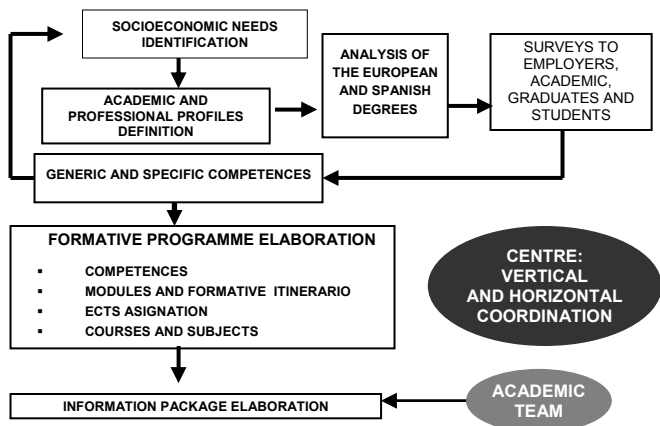 SOCIOECONOMIC NEEDS
IDENTIFICATION
ACADEMIC AND
PROFESSIONAL PROFILES
DEFINITION
ANALYSIS OF
THE EUROPEAN
AND SPANISH
DEGREES
SURVEYS TO
EMPLOYERS,
ACADEMIC,
GRADUATES AND
STUDENTS
GENERIC AND SPECIFIC COMPETENCES
FORMATIVE PROGRAMME ELABORATION
▪ COMPETENCES
▪ MODULES AND FORMATIVE ITINERARIO
▪ ECTS ASIGNATION
▪ COURSES AND SUBJECTS
CENTRE:
VERTICAL
AND HORIZONTAL
COORDINATION
INFORMATION PACKAGE ELABORATION
ACADEMIC
TEAM